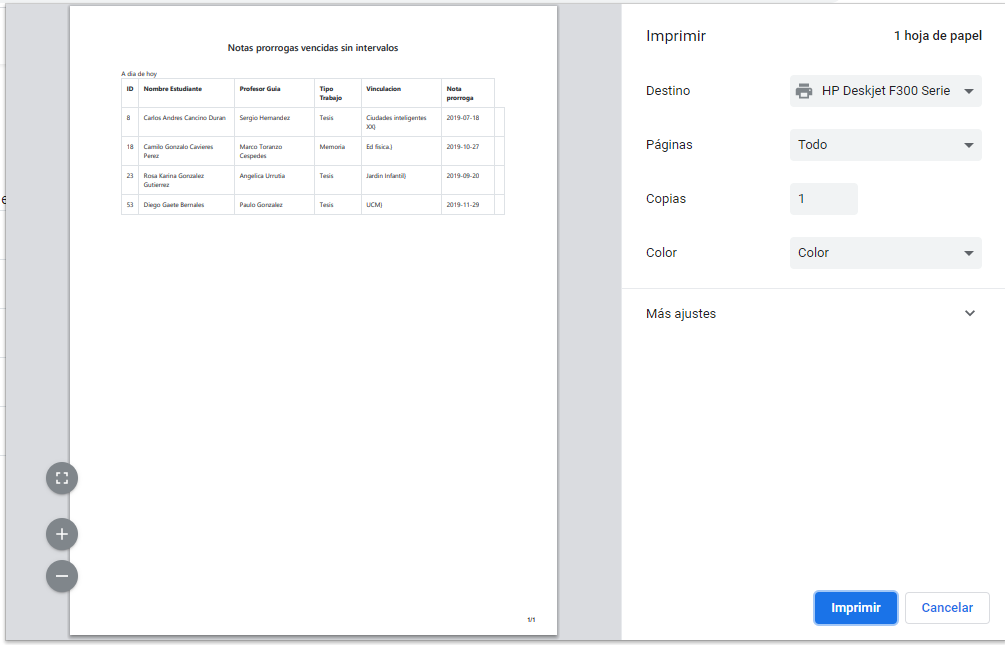 Notas prorrogas vencidas sin intervalos
A dia de hoy
ID Nombre Estudiante Profesor Guia Tipo Trabajo Vinculacion Nota prorroga
8 Carlos Andres Cancino Duran Sergio Hernandez Tesis Ciudades inteligentes XX) 2019-07-18
18 Camilo Gonzalo Cavieres Perez Marco Toranzo Cespedes Memoria Ed fisica.) 2019-10-27
23 Rosa Karina Gonzalez Gutierrez Angelica Urrutia Tesis Jardin Infantil) 2019-09-20
53 Diego Gaete Bernales Paulo Gonzalez Tesis UCM) 2019-11-29
1/1
Imprimir 1 hoja de papel
Destino HP Deskjet F300 Serie
Páginas Todo
Copias 1
Color Color
Más ajustes
Imprimir Cancelar